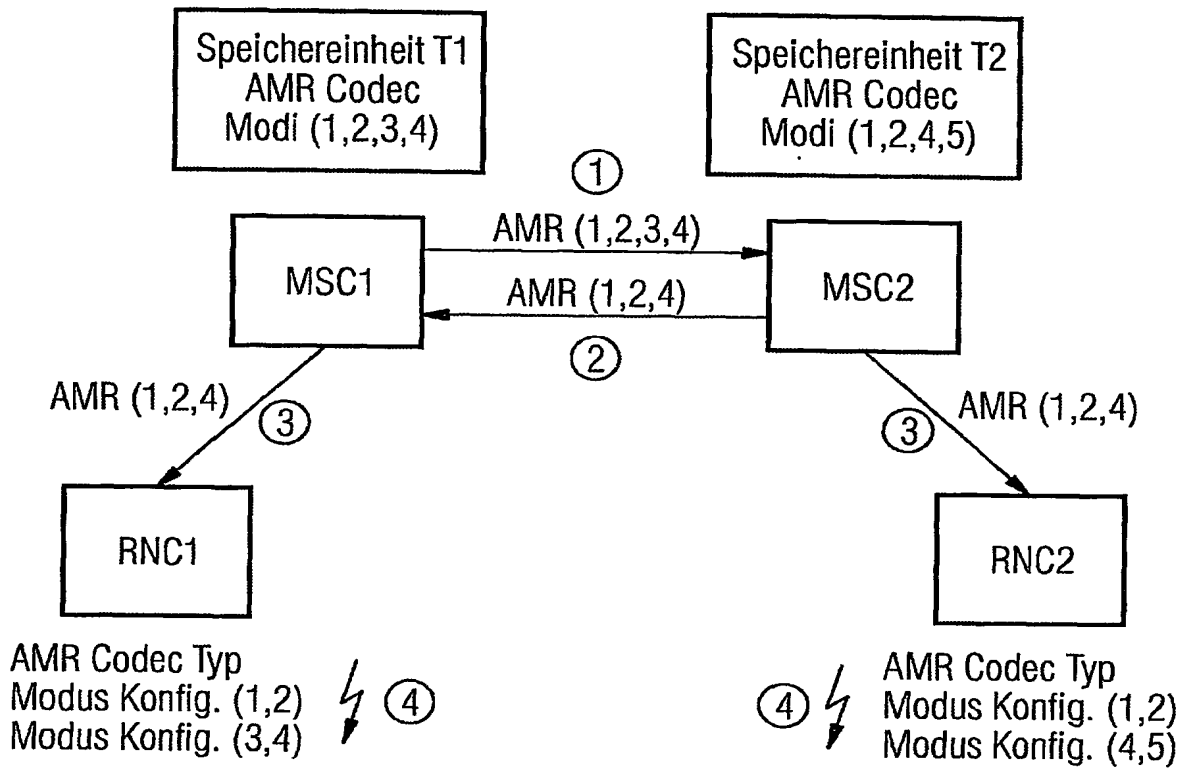 Speichereinheit T1
AMR Codec
Modi (1,2,3,4)
Speichereinheit T2
AMR Codec
Modi (1,2,4,5)
1
AMR (1,2,3,4)
MSC1
MSC2
AMR (1,2,4)
2
AMR (1,2,4)
3
3
AMR (1,2,4)
RNC1
RNC2
AMR Codec Typ
Modus Konfig. (1,2)
Modus Konfig. (3,4)
4
4
AMR Codec Typ
Modus Konfig. (1,2)
Modus Konfig. (4,5)